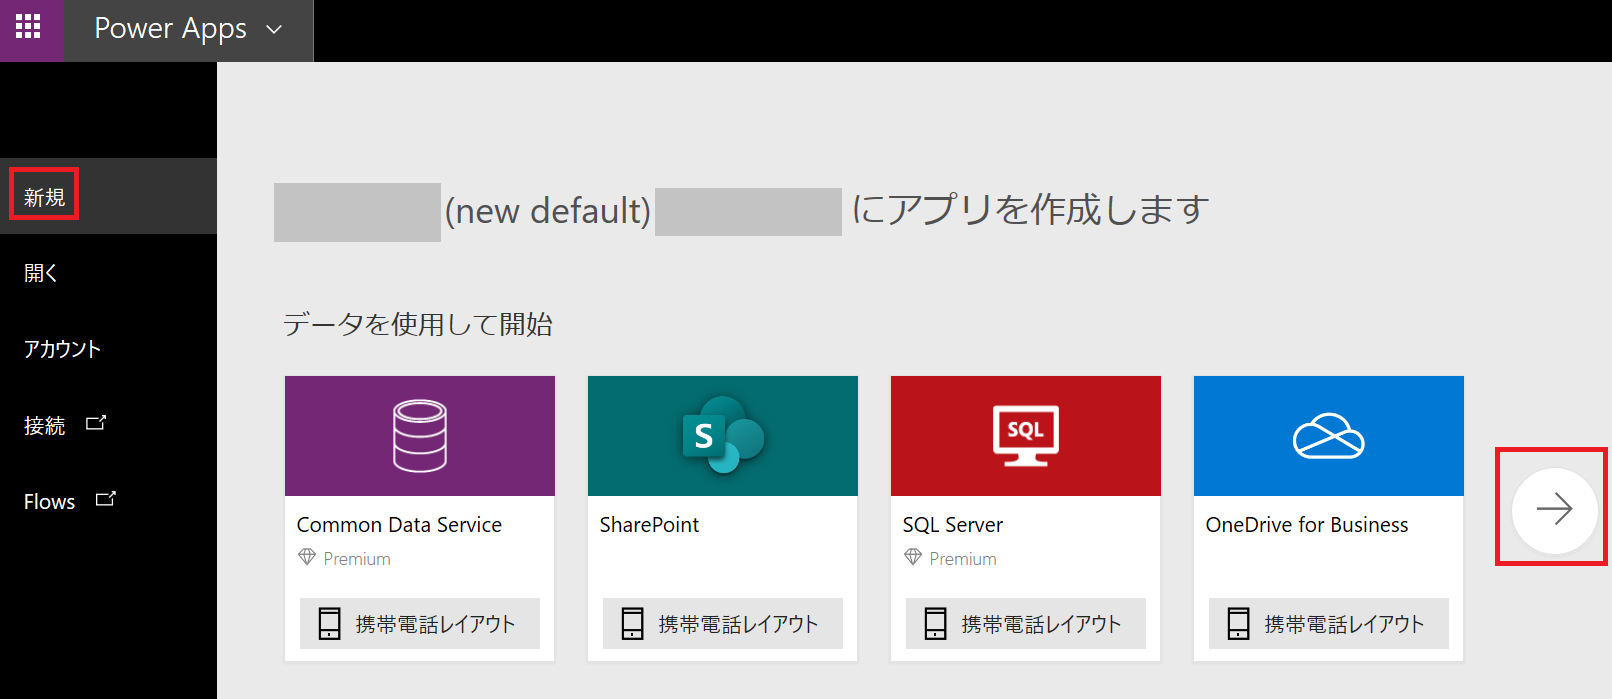 Power Apps
新規
開く
アカウント
接続
Flows
(new default) にアプリを作成します
データを使用して開始
Common Data Service
Premium
携帯電話レイアウト
S
SharePoint
携帯電話レイアウト
SQL
SQL Server
Premium
携帯電話レイアウト
OneDrive for Business
携帯電話レイアウト